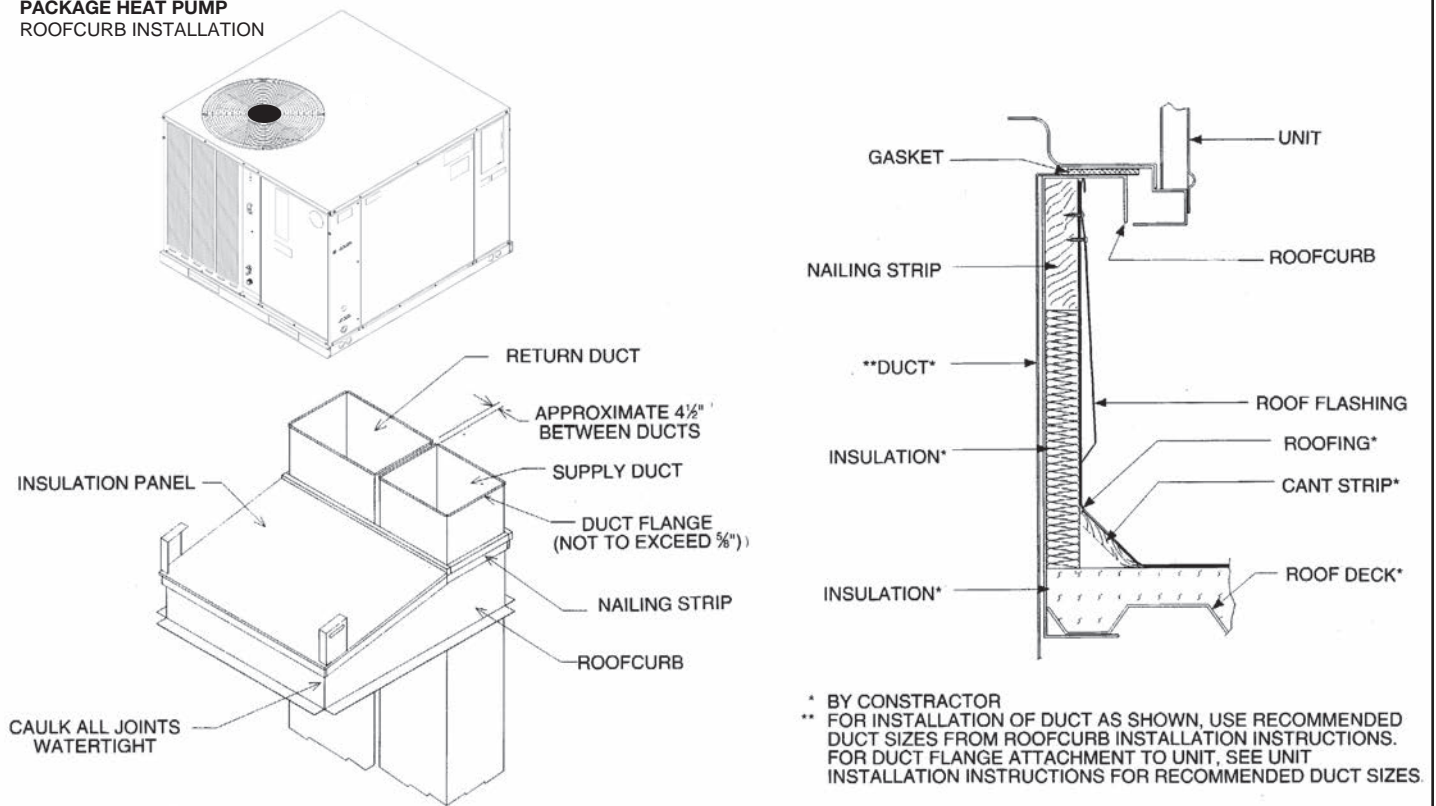 PACKAGE HEAT PUMP
ROOFCURB INSTALLATION
RETURN DUCT
APPROXIMATE 4½"
BETWEEN DUCTS
SUPPLY DUCT
INSULATION PANEL
DUCT FLANGE
(NOT TO EXCEED ⅝")
NAILING STRIP
ROOFCURB
CAULK ALL JOINTS
WATERTIGHT
UNIT
GASKET
ROOFCURB
NAILING STRIP
**DUCT*
ROOF FLASHING
ROOFING*
INSULATION*
CANT STRIP*
ROOF DECK*
INSULATION*
* BY CONSTRACTOR
** FOR INSTALLATION OF DUCT AS SHOWN, USE RECOMMENDED
DUCT SIZES FROM ROOFCURB INSTALLATION INSTRUCTIONS.
FOR DUCT FLANGE ATTACHMENT TO UNIT, SEE UNIT
INSTALLATION INSTRUCTIONS FOR RECOMMENDED DUCT SIZES.